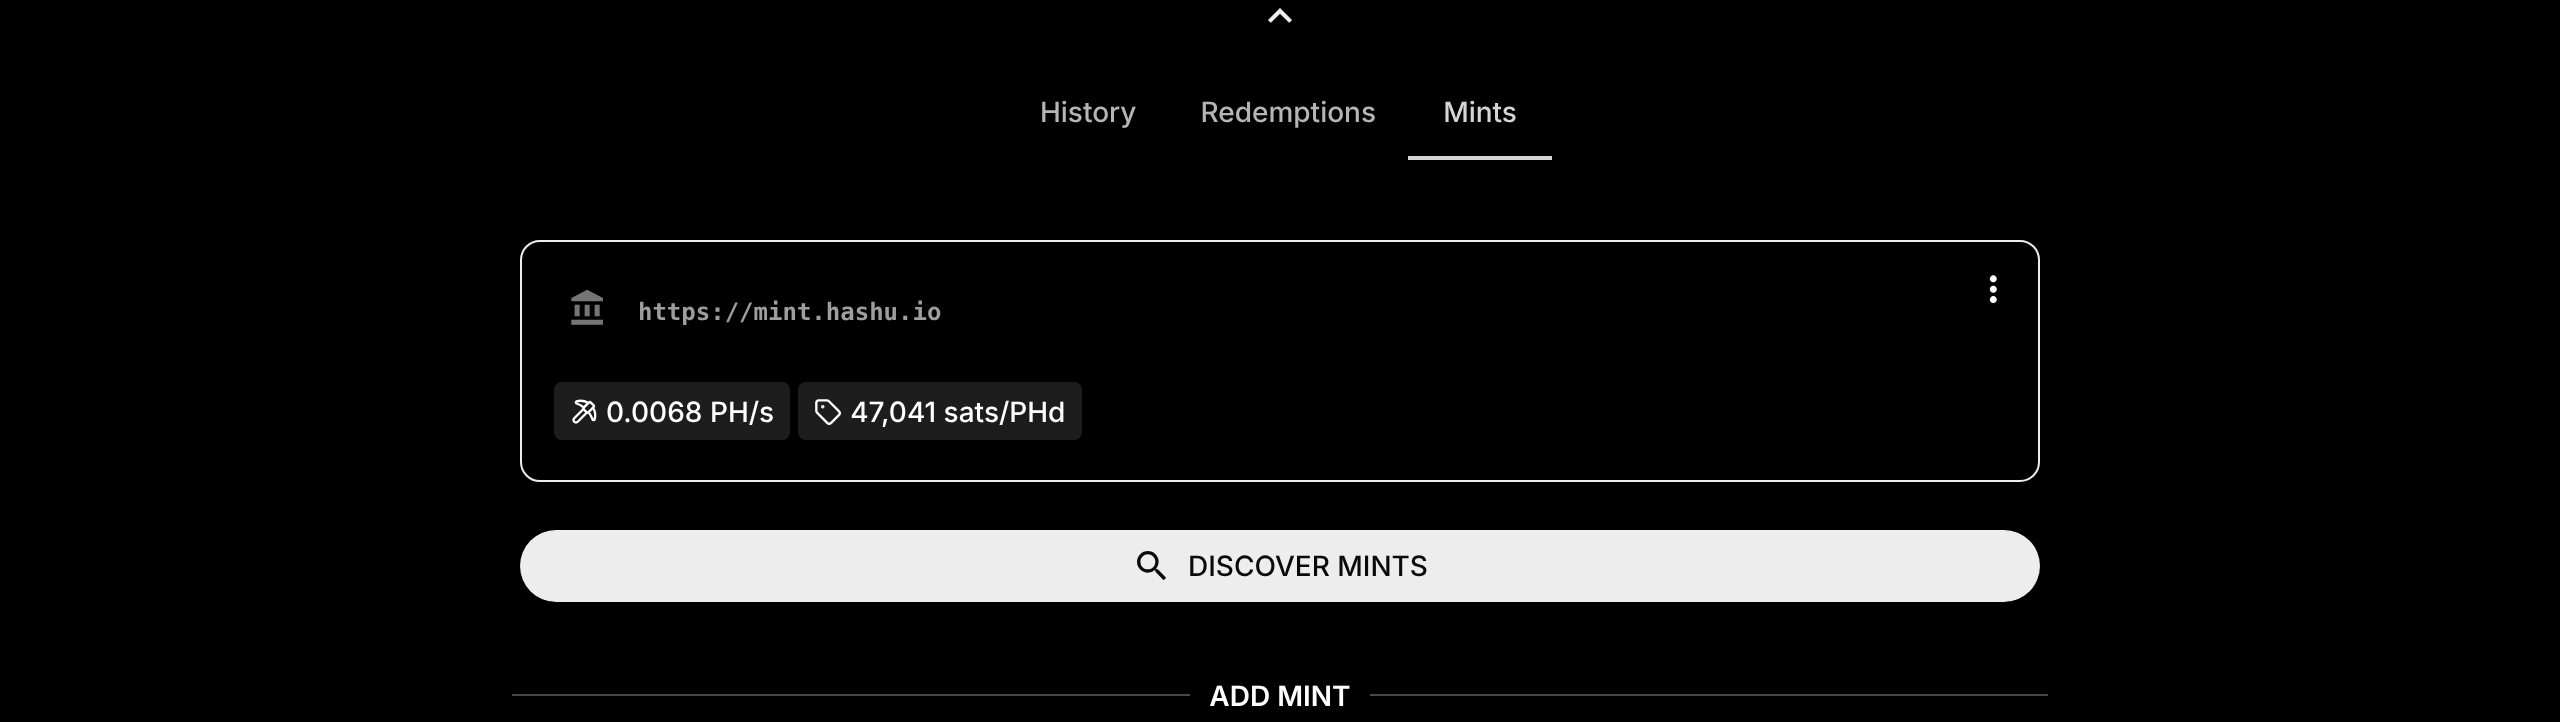 History Redemptions Mints
https://mint.hashu.io
0.0068 PH/s 47,041 sats/PHd
DISCOVER MINTS
ADD MINT